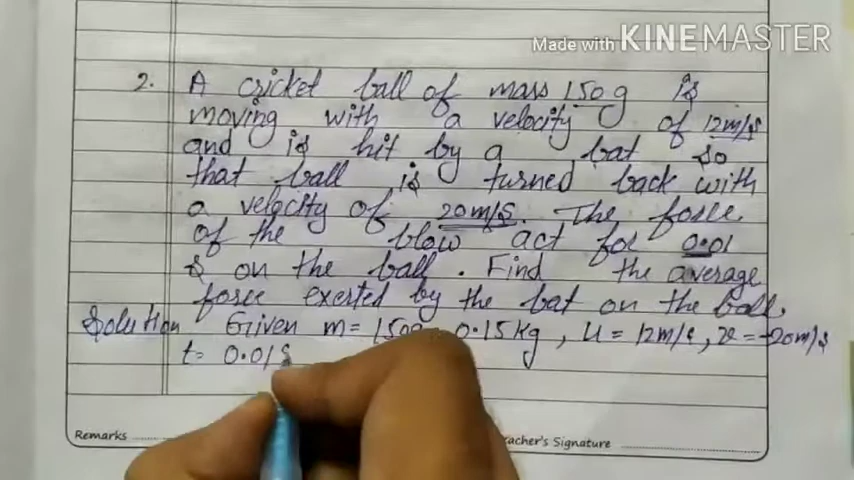 Made with KINEMASTER
2. A cricket ball of mass 150 g is
moving with a velocity of 12m/s
and is hit by a bat so
that ball is turned back with
a velocity of 20m/s. The force
of the blow act for 0.01
s on the ball. Find the average
force exerted by the bat on the ball.
Solution Given m = 150g 0.15kg, u = 12m/s, v = -20m/s
t = 0.01s
Remarks
Teacher's Signature